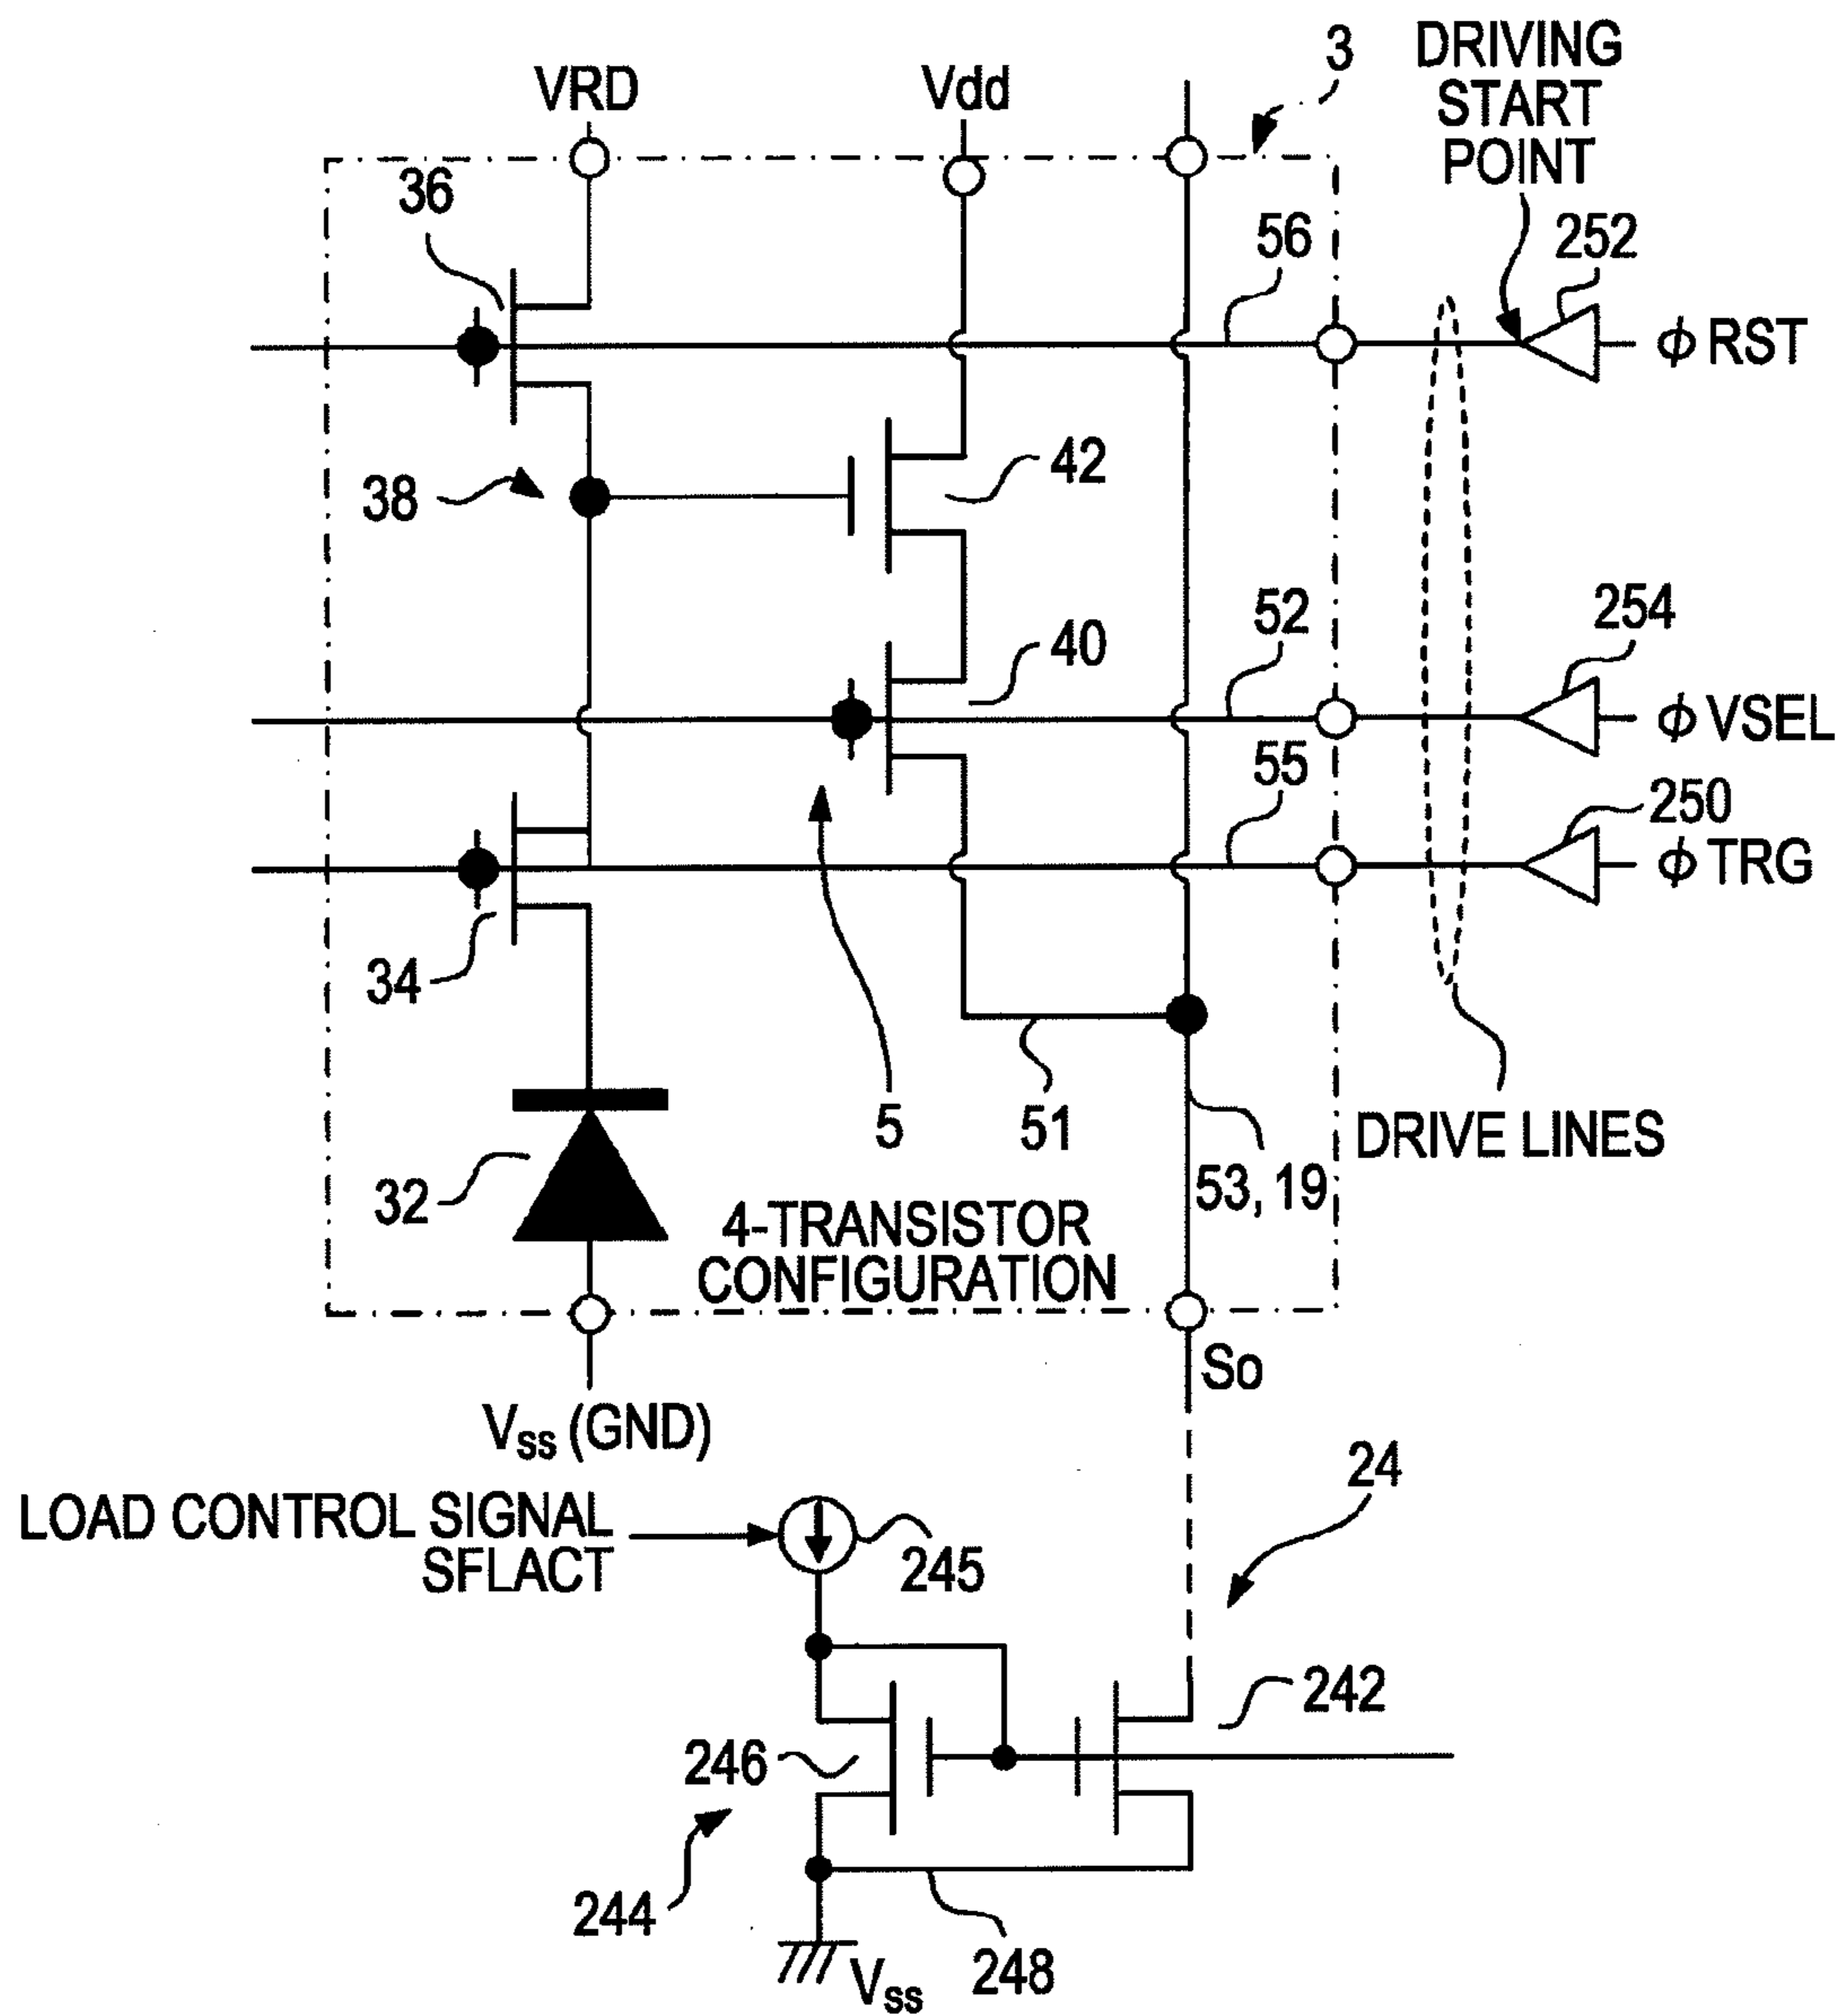 VRD
Vdd
3
DRIVING
START
POINT
36
56
252
ϕ RST
38
42
40
52
254
ϕ VSEL
55
250
ϕ TRG
34
5
51
53, 19
DRIVE LINES
32
4-TRANSISTOR
CONFIGURATION
So
Vss (GND)
24
LOAD CONTROL SIGNAL
SFLACT
245
242
246
244
248
Vss